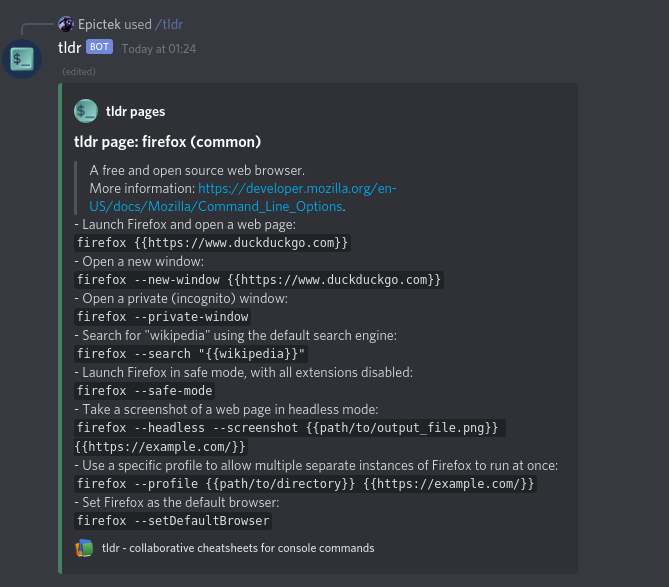 Epictek used /tldr
tldr BOT Today at 01:24
(edited)
$_
tldr pages
tldr page: firefox (common)
A free and open source web browser.
More information: https://developer.mozilla.org/en-
US/docs/Mozilla/Command_Line_Options.
- Launch Firefox and open a web page:
firefox {{https://www.duckduckgo.com}}
- Open a new window:
firefox --new-window {{https://www.duckduckgo.com}}
- Open a private (incognito) window:
firefox --private-window
- Search for "wikipedia" using the default search engine:
firefox --search "{{wikipedia}}"
- Launch Firefox in safe mode, with all extensions disabled:
firefox --safe-mode
- Take a screenshot of a web page in headless mode:
firefox --headless --screenshot {{path/to/output_file.png}}
{{https://example.com/}}
- Use a specific profile to allow multiple separate instances of Firefox to run at once:
firefox --profile {{path/to/directory}} {{https://example.com/}}
- Set Firefox as the default browser:
firefox --setDefaultBrowser
tldr - collaborative cheatsheets for console commands